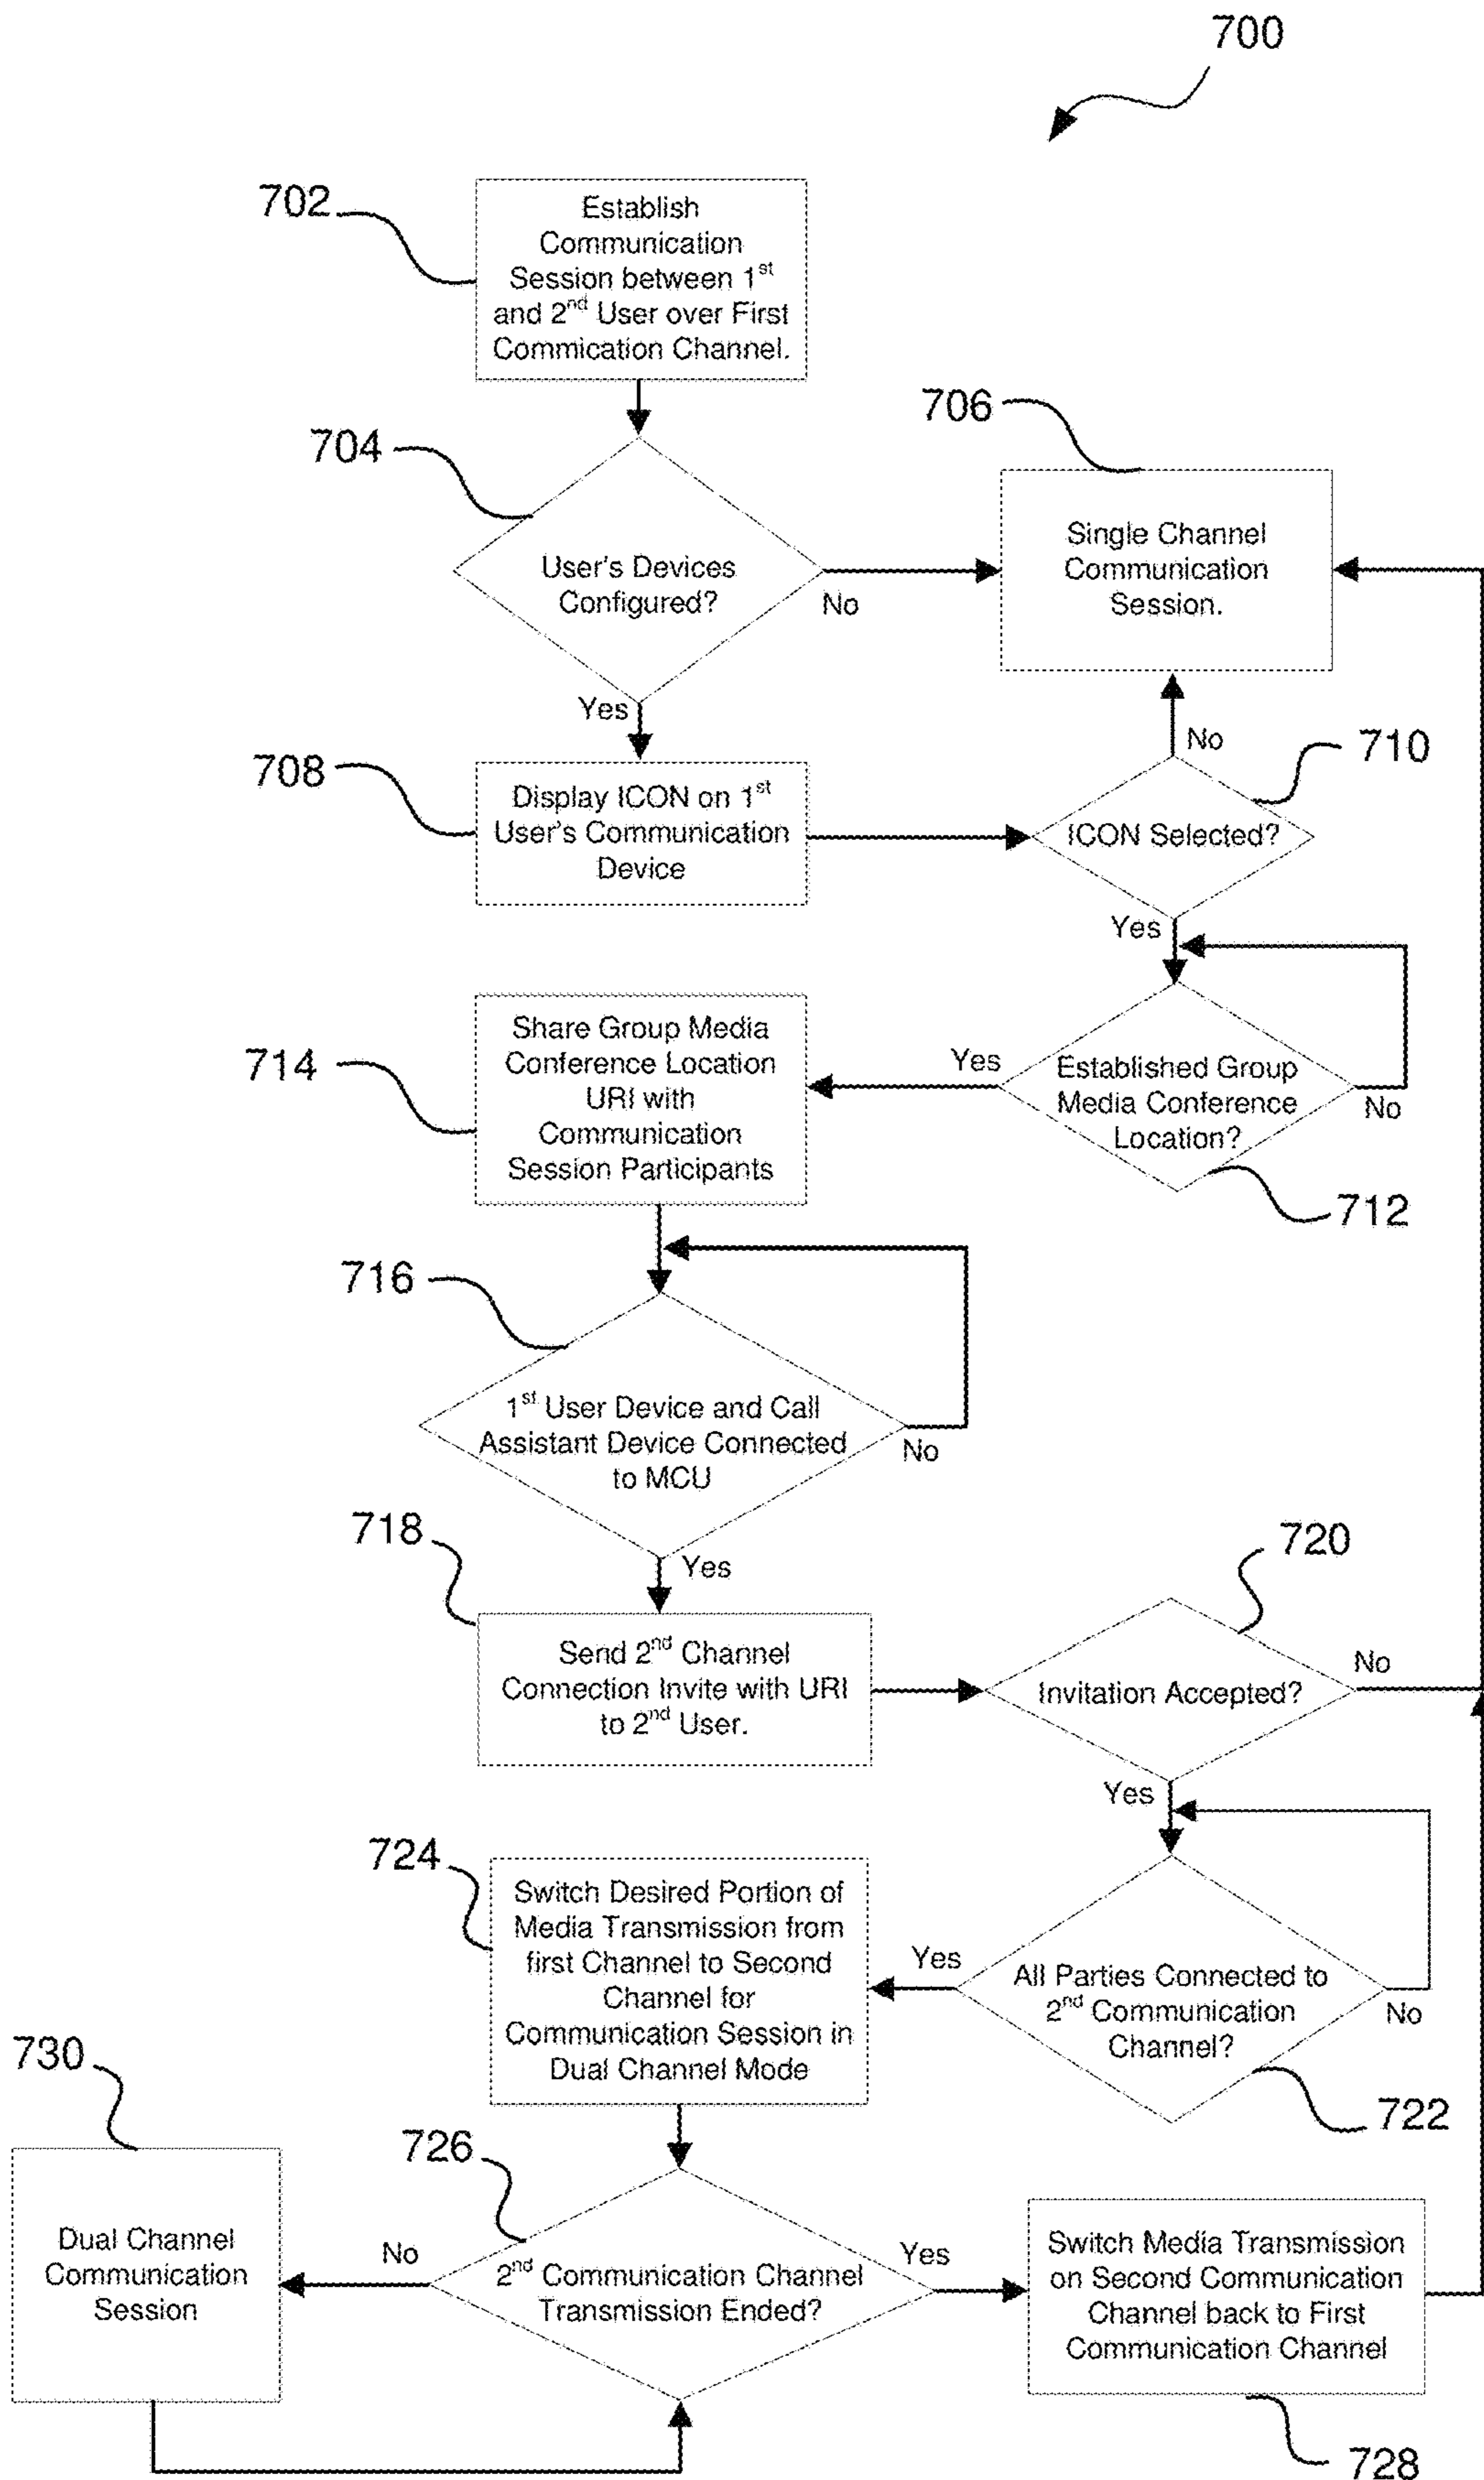 700
702
Establish
Communication
Session between 1st
and 2nd User over First
Commication Channel.
704
User's Devices
Configured?
No
Yes
706
Single Channel
Communication
Session.
708
Display ICON on 1st
User's Communication
Device
No
710
ICON Selected?
Yes
714
Share Group Media
Conference Location
URI with
Communication
Session Participants
Yes
Established Group
Media Conference
Location?
No
712
716
1st User Device and Call
Assistant Device Connected
to MCU
No
Yes
718
Send 2nd Channel
Connection Invite with URI
to 2nd User.
720
Invitation Accepted?
No
Yes
724
Switch Desired Portion of
Media Transmission from
first Channel to Second
Channel for
Communication Session in
Dual Channel Mode
Yes
All Parties Connected to
2nd Communication
Channel?
No
722
730
Dual Channel
Communication
Session
No
726
2nd Communication Channel
Transmission Ended?
Yes
Switch Media Transmission
on Second Communication
Channel back to First
Communication Channel
728